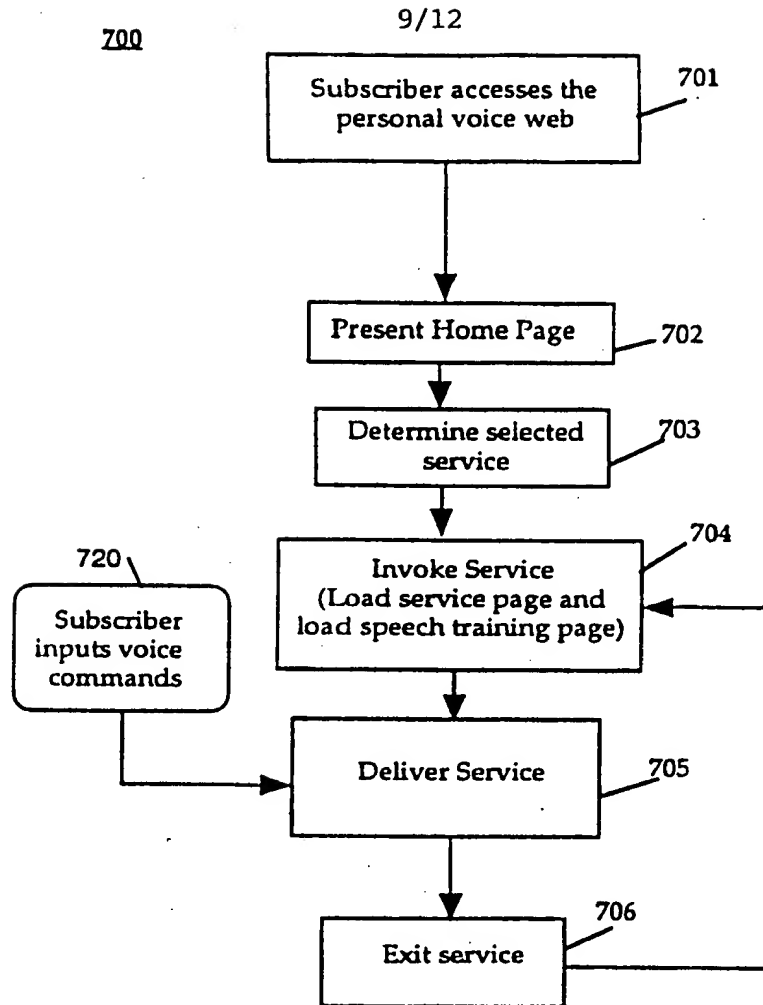 9/12
700
Subscriber accesses the
personal voice web
701
Present Home Page
702
Determine selected
service
703
704
Invoke Service
(Load service page and
load speech training page)
720
Subscriber
inputs voice
commands
Deliver Service
705
706
Exit service